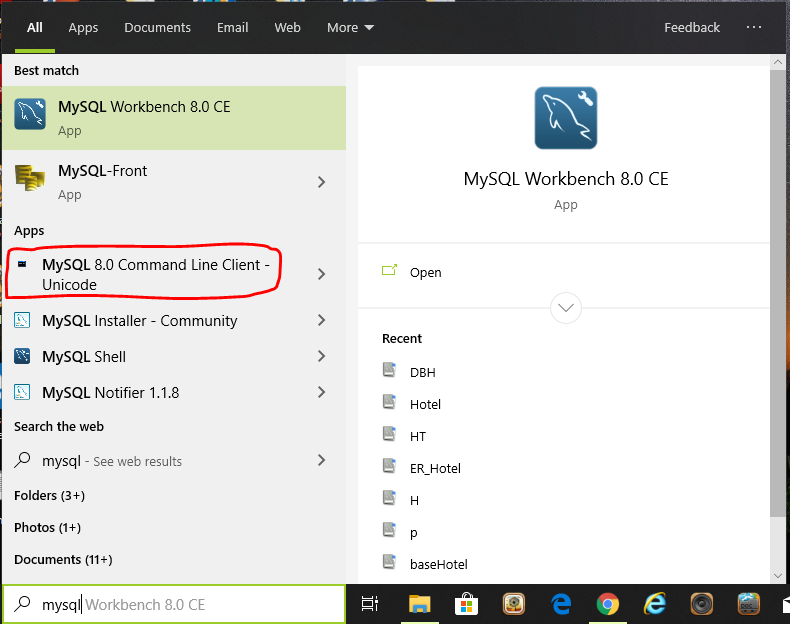 All Apps Documents Email Web More Feedback ...
Best match
MySQL Workbench 8.0 CE
App
MySQL-Front
App
Apps
MySQL 8.0 Command Line Client -
Unicode
MySQL Installer - Community
MySQL Shell
MySQL Notifier 1.1.8
Search the web
mysql - See web results
Folders (3+)
Photos (1+)
Documents (11+)
mysql Workbench 8.0 CE
MySQL Workbench 8.0 CE
App
Open
Recent
DBH
Hotel
HT
ER_Hotel
H
p
baseHotel